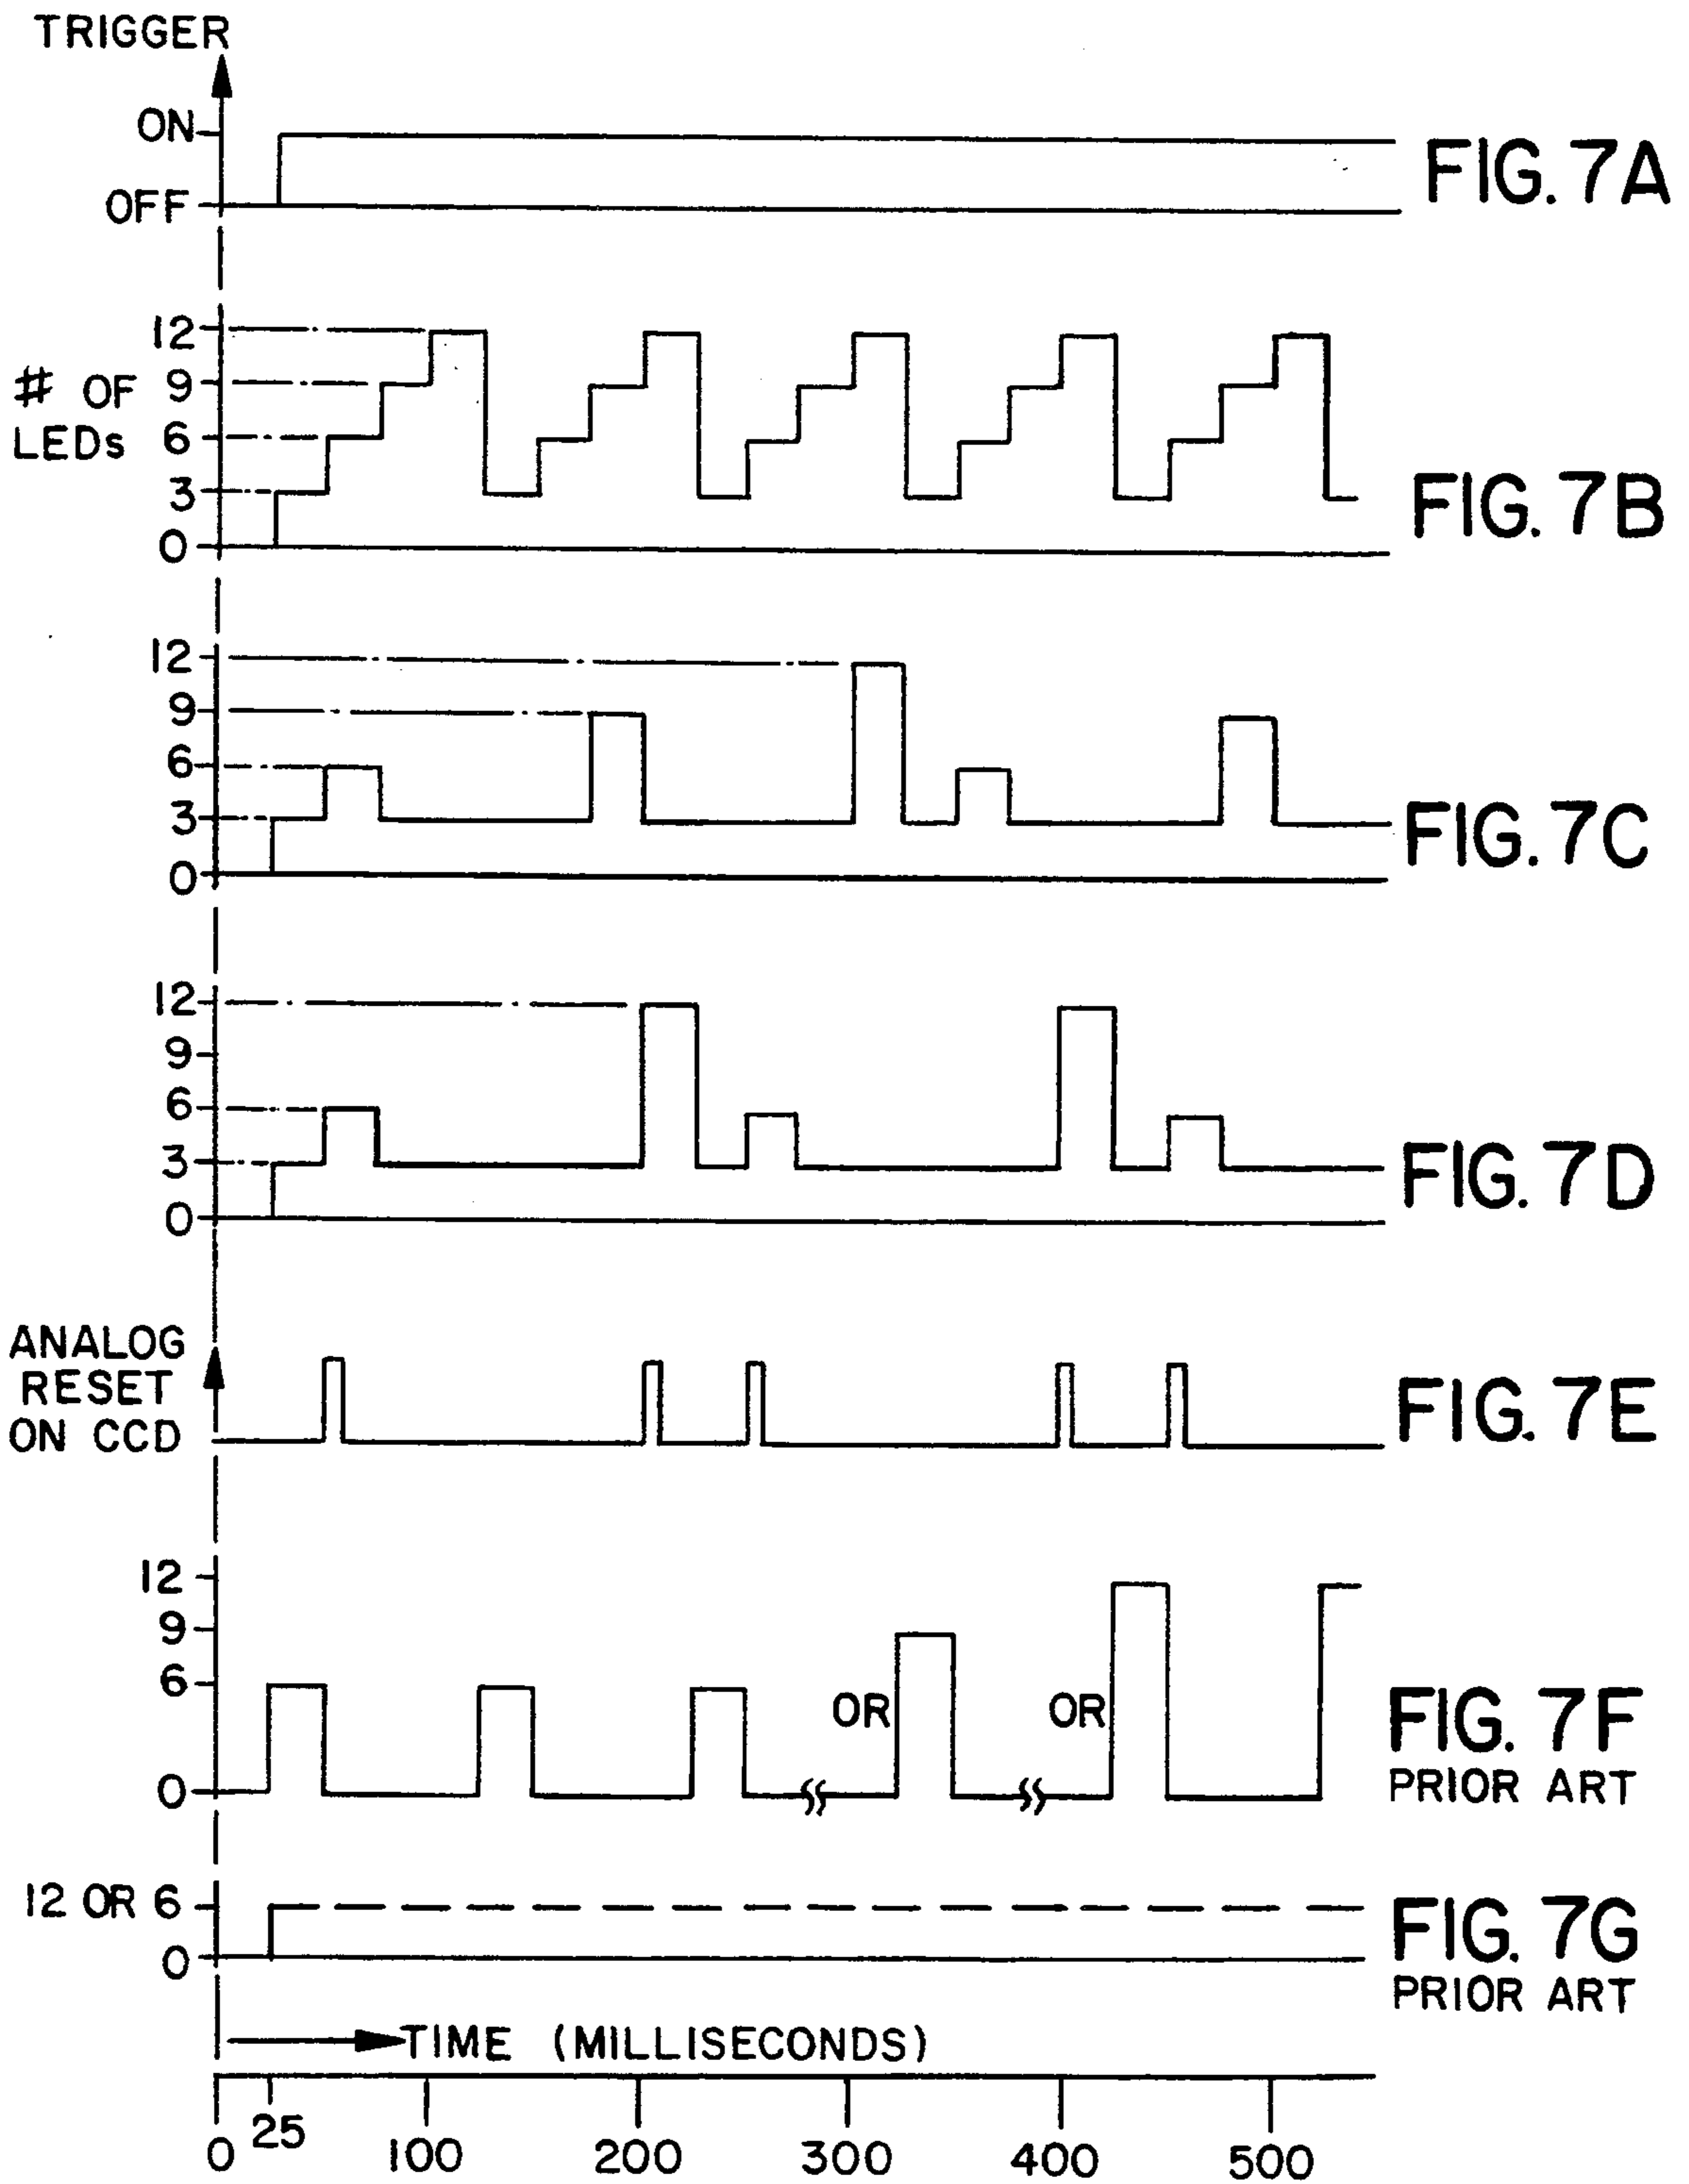 TRIGGER
ON
OFF
FIG. 7A
12
# OF 9
LEDs 6
3
0
FIG. 7B
12
9
6
3
0
FIG. 7C
12
9
6
3
0
FIG. 7D
ANALOG
RESET
ON CCD
FIG. 7E
12
9
6
0
OR
OR
FIG. 7F
PRIOR ART
12 OR 6
0
FIG. 7G
PRIOR ART
TIME (MILLISECONDS)
0 25 100 200 300 400 500